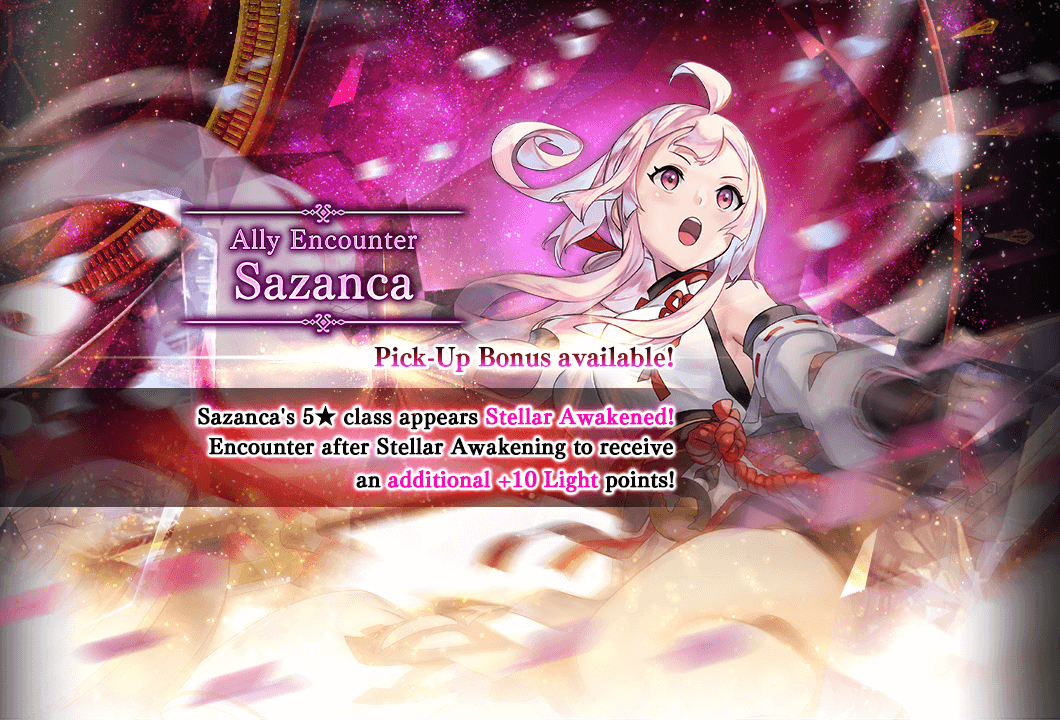 Ally Encounter
Sazanca
Pick-Up Bonus available!
Sazanca's 5★ class appears Stellar Awakened!
Encounter after Stellar Awakening to receive
an additional +10 Light points!